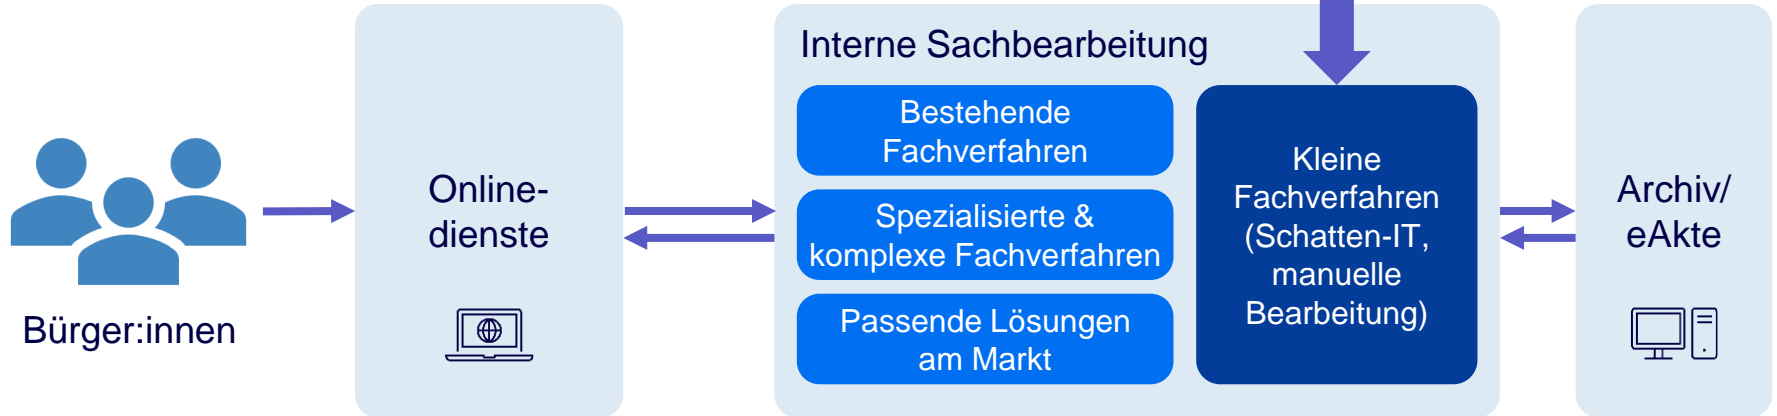 Bürger:innen
Online-
dienste
Interne Sachbearbeitung
Bestehende
Fachverfahren
Spezialisierte &
komplexe Fachverfahren
Passende Lösungen
am Markt
Kleine
Fachverfahren
(Schatten-IT,
manuelle
Bearbeitung)
Archiv/
eAkte